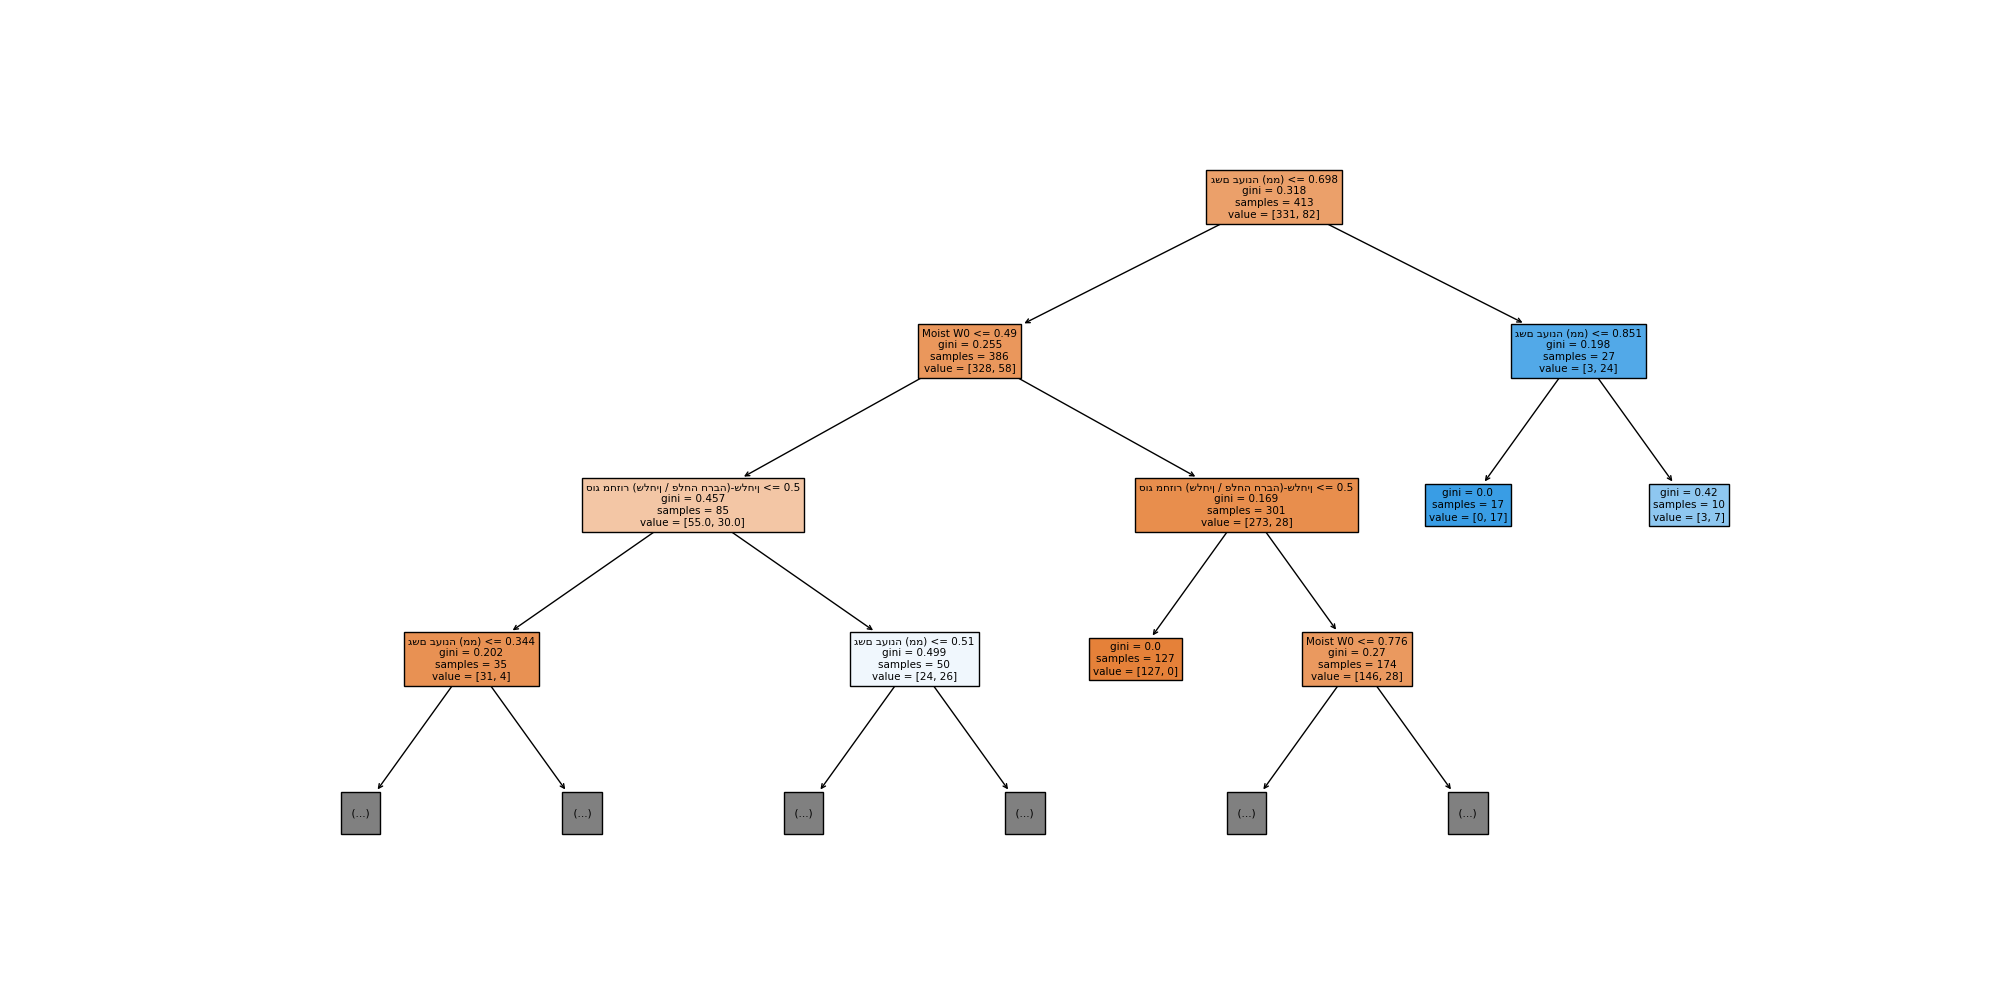 גשם בעונה (ממ) <= 0.698
gini = 0.318
samples = 413
value = [331, 82]
Moist W0 <= 0.49
gini = 0.255
samples = 386
value = [328, 58]
גשם בעונה (ממ) <= 0.851
gini = 0.198
samples = 27
value = [3, 24]
סוג מחזור (שלחין / פלחה חרבה)-שלחין <= 0.5
gini = 0.457
samples = 85
value = [55.0, 30.0]
סוג מחזור (שלחין / פלחה חרבה)-שלחין <= 0.5
gini = 0.169
samples = 301
value = [273, 28]
gini = 0.0
samples = 17
value = [0, 17]
gini = 0.42
samples = 10
value = [3, 7]
גשם בעונה (ממ) <= 0.344
gini = 0.202
samples = 35
value = [31, 4]
גשם בעונה (ממ) <= 0.51
gini = 0.499
samples = 50
value = [24, 26]
gini = 0.0
samples = 127
value = [127, 0]
Moist W0 <= 0.776
gini = 0.27
samples = 174
value = [146, 28]
(...)
(...)
(...)
(...)
(...)
(...)